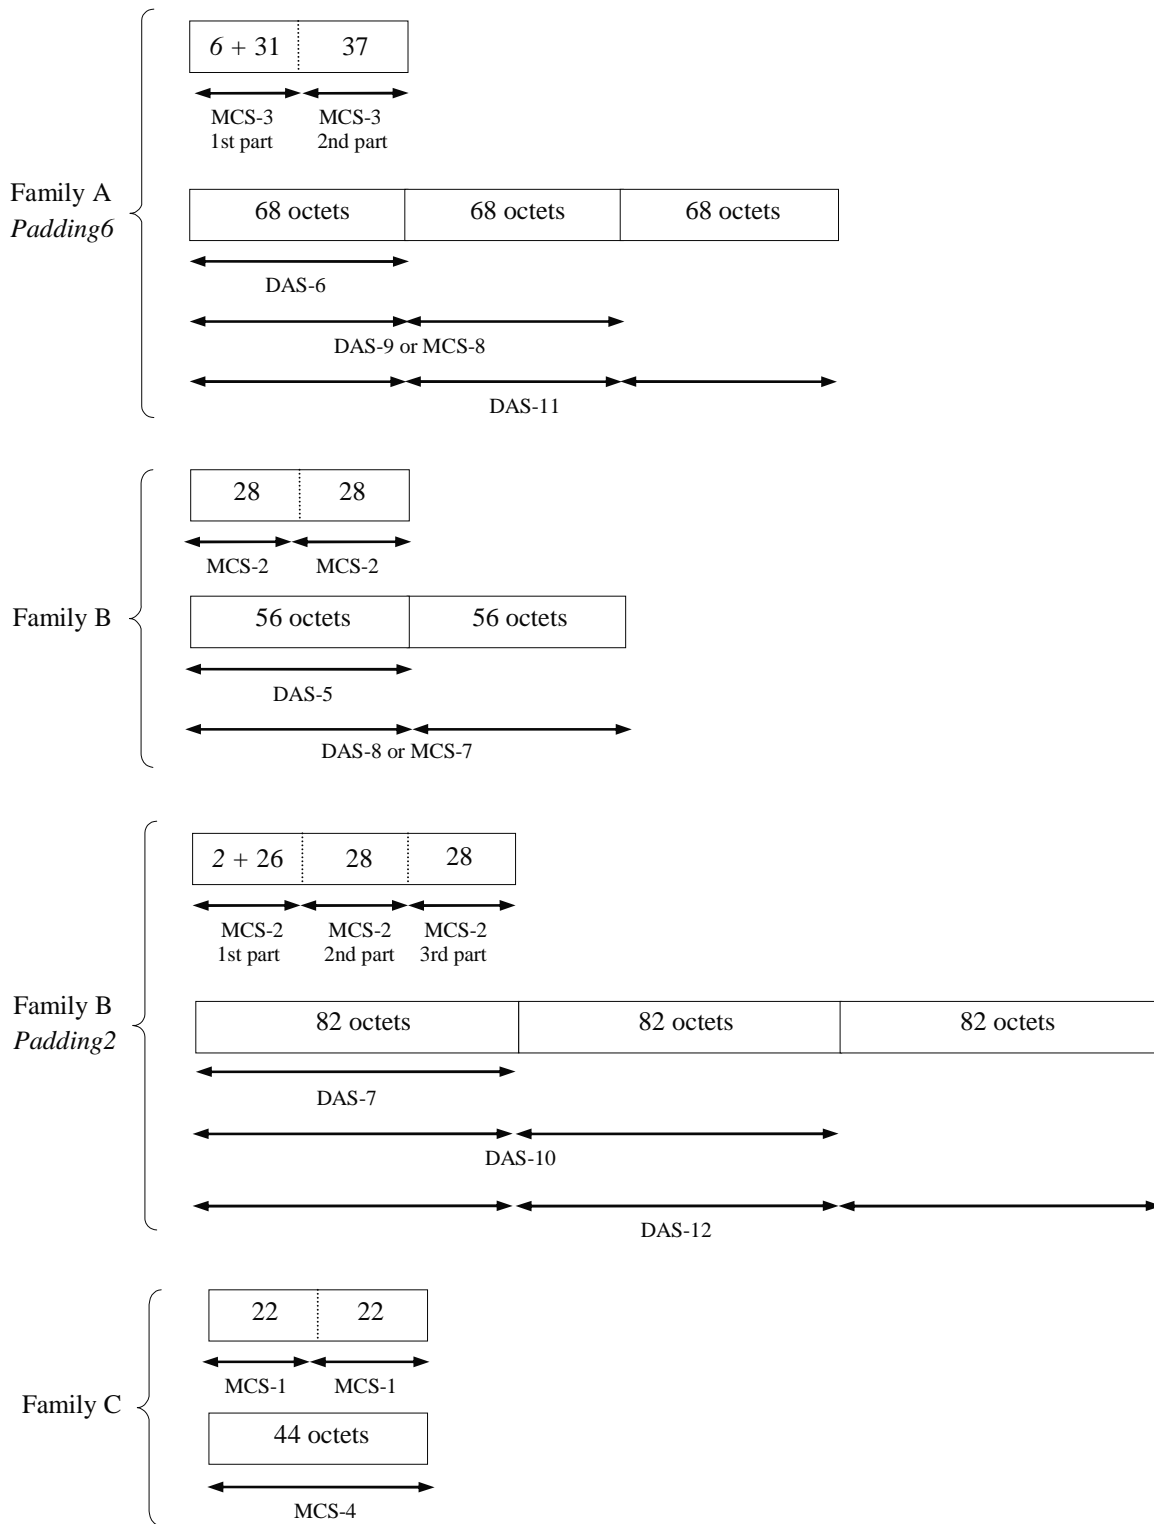 6 + 31 37
MCS-3 MCS-3
1st part 2nd part
Family A
Padding6
68 octets 68 octets 68 octets
DAS-6
DAS-9 or MCS-8
DAS-11
28 28
MCS-2 MCS-2
Family B
56 octets 56 octets
DAS-5
DAS-8 or MCS-7
2 + 26 28 28
MCS-2 MCS-2 MCS-2
1st part 2nd part 3rd part
Family B
Padding2
82 octets 82 octets 82 octets
DAS-7
DAS-10
DAS-12
22 22
MCS-1 MCS-1
Family C
44 octets
MCS-4